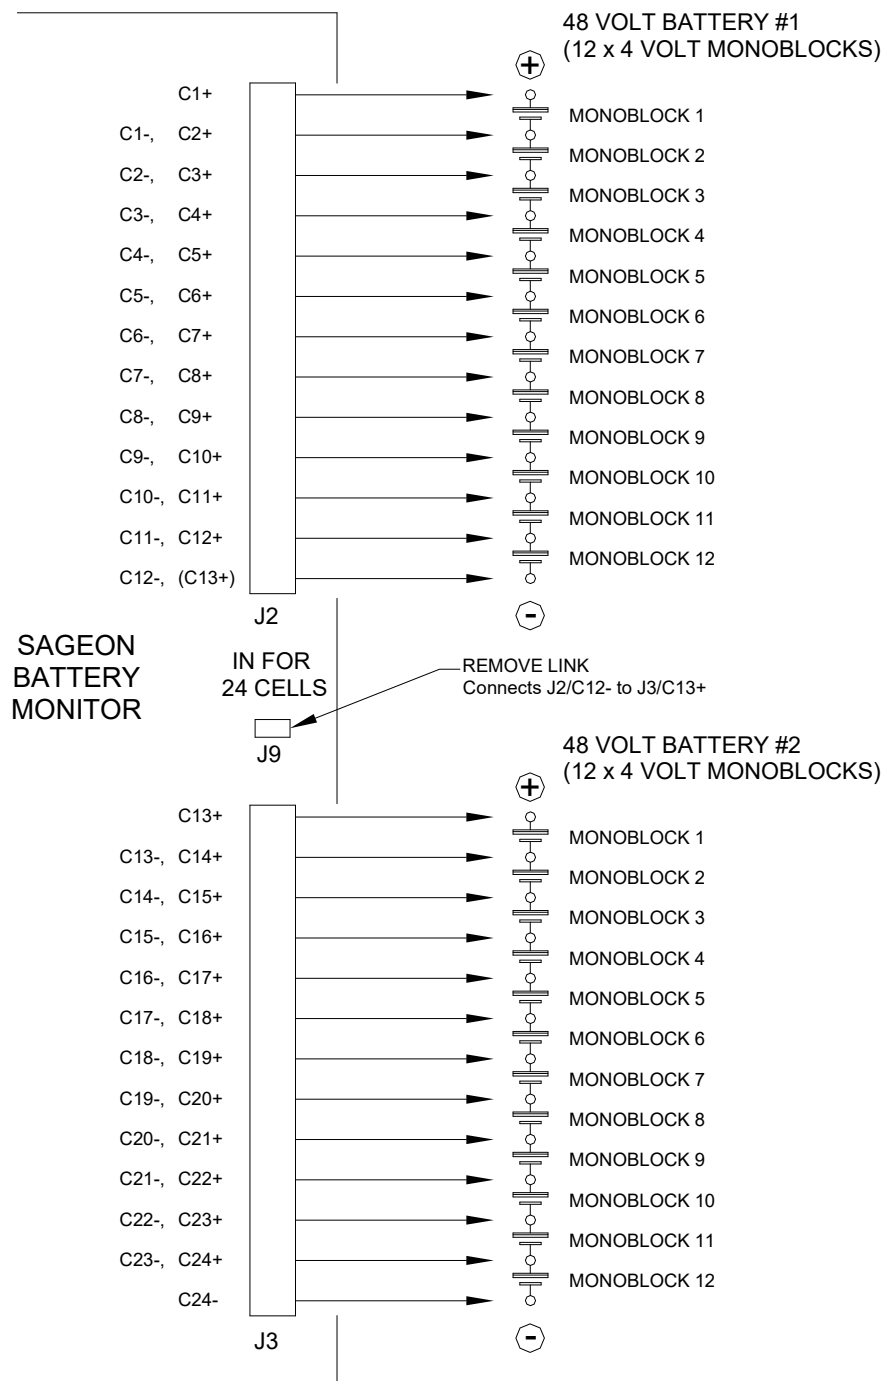 48 VOLT BATTERY #1
(12 x 4 VOLT MONOBLOCKS)
+
C1+
MONOBLOCK 1
C1-, C2+
MONOBLOCK 2
C2-, C3+
MONOBLOCK 3
C3-, C4+
MONOBLOCK 4
C4-, C5+
MONOBLOCK 5
C5-, C6+
MONOBLOCK 6
C6-, C7+
MONOBLOCK 7
C7-, C8+
MONOBLOCK 8
C8-, C9+
MONOBLOCK 9
C9-, C10+
MONOBLOCK 10
C10-, C11+
MONOBLOCK 11
C11-, C12+
MONOBLOCK 12
C12-, (C13+)
J2
-
SAGEON
BATTERY
MONITOR
IN FOR
24 CELLS
REMOVE LINK
Connects J2/C12- to J3/C13+
J9
48 VOLT BATTERY #2
(12 x 4 VOLT MONOBLOCKS)
+
C13+
MONOBLOCK 1
C13-, C14+
MONOBLOCK 2
C14-, C15+
MONOBLOCK 3
C15-, C16+
MONOBLOCK 4
C16-, C17+
MONOBLOCK 5
C17-, C18+
MONOBLOCK 6
C18-, C19+
MONOBLOCK 7
C19-, C20+
MONOBLOCK 8
C20-, C21+
MONOBLOCK 9
C21-, C22+
MONOBLOCK 10
C22-, C23+
MONOBLOCK 11
C23-, C24+
MONOBLOCK 12
C24-
J3
-